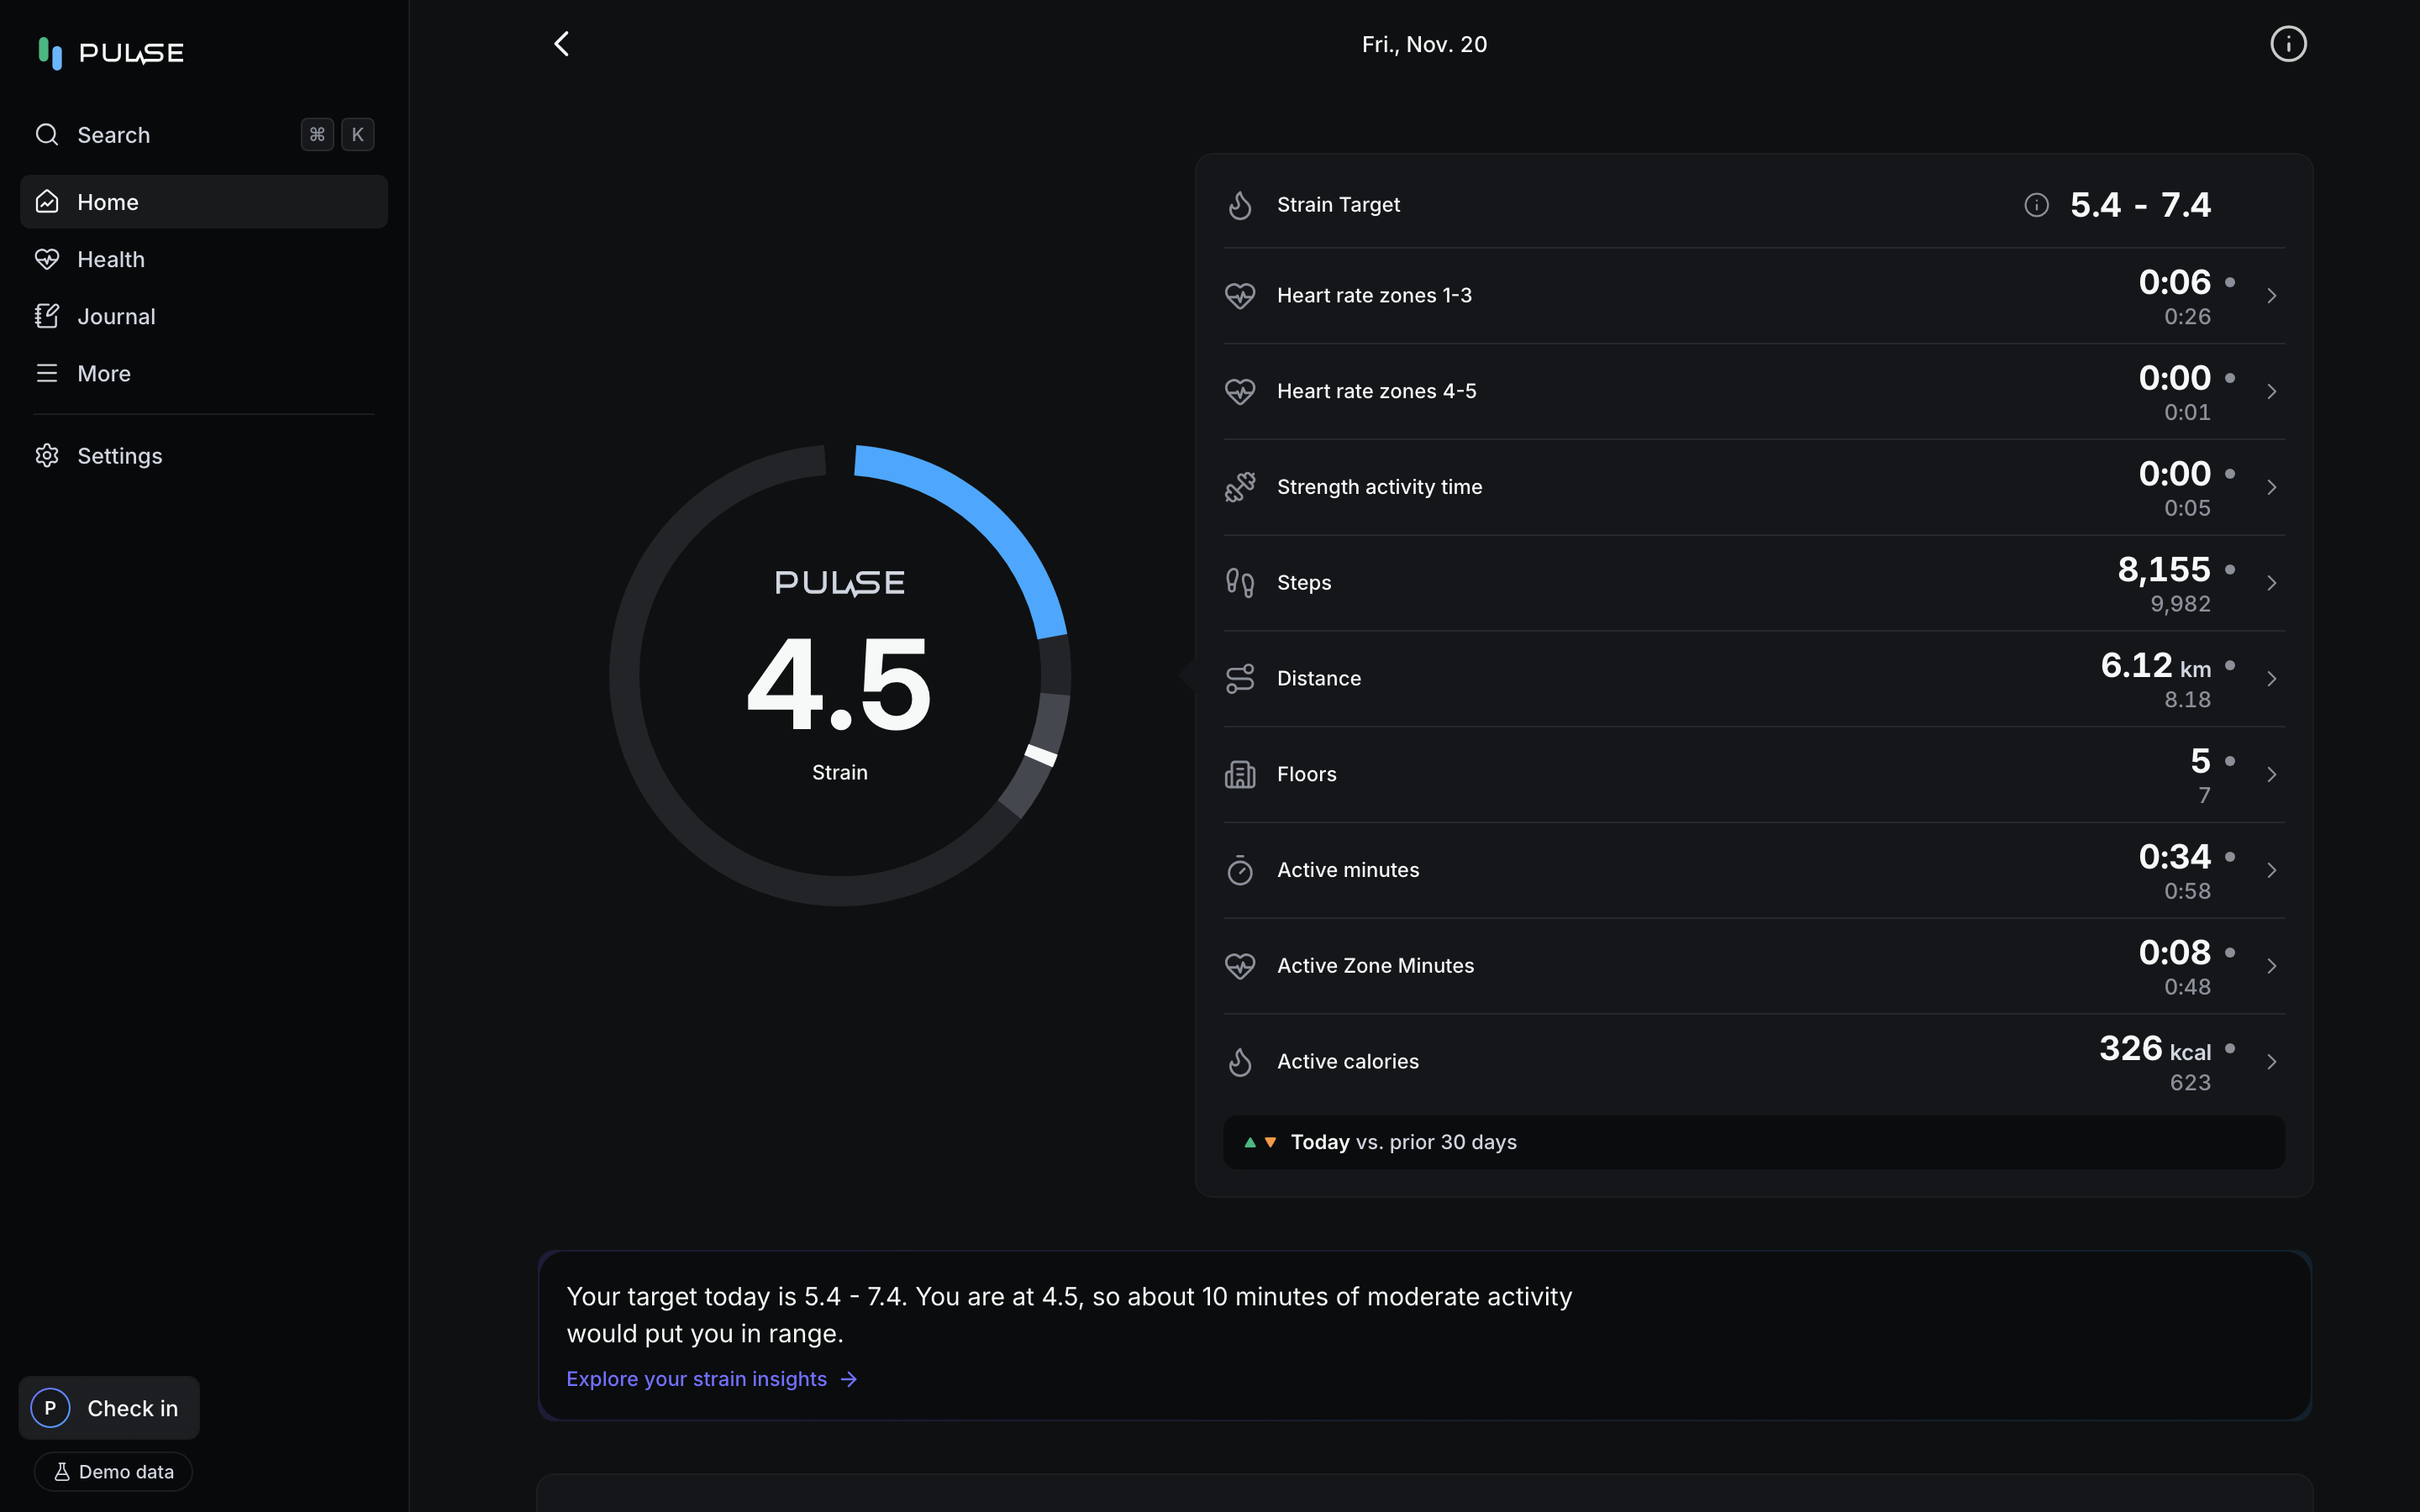 PULSE
Search ⌘ K
Home
Health
Journal
More
Settings
P Check in
Demo data
Fri., Nov. 20
PULSE
4.5
Strain
Strain Target 5.4 - 7.4
Heart rate zones 1-3 0:06
0:26
Heart rate zones 4-5 0:00
0:01
Strength activity time 0:00
0:05
Steps 8,155
9,982
Distance 6.12 km
8.18
Floors 5
7
Active minutes 0:34
0:58
Active Zone Minutes 0:08
0:48
Active calories 326 kcal
623
Today vs. prior 30 days
Your target today is 5.4 - 7.4. You are at 4.5, so about 10 minutes of moderate activity
would put you in range.
Explore your strain insights →